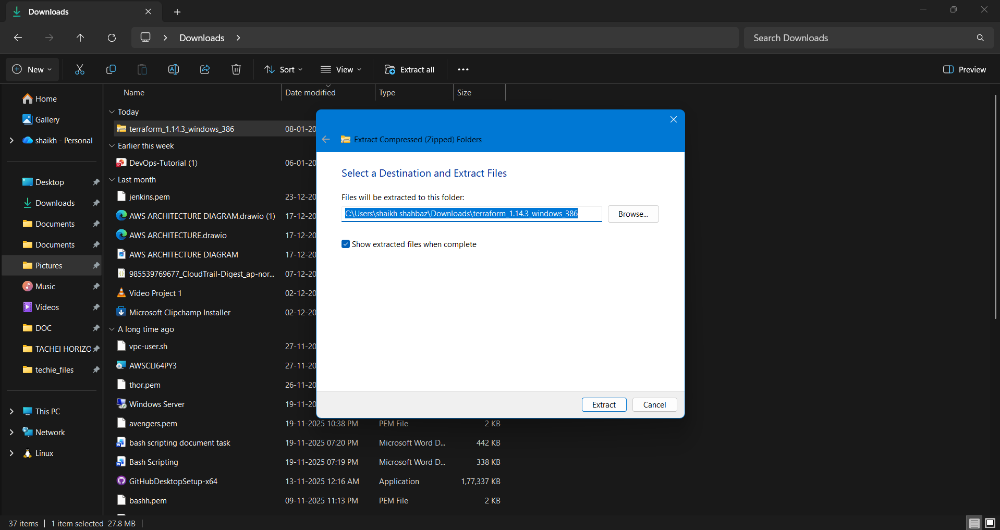 Downloads
Downloads
Search Downloads
New
Sort
View
Extract all
Preview
Home
Gallery
shaikh - Personal
Desktop
Downloads
Documents
Documents
Pictures
Music
Videos
DOC
TACHEI HORIZO
techie_files
This PC
Network
Linux
Name Date modified Type Size
Today
terraform_1.14.3_windows_386 08-01-20
Earlier this week
DevOps-Tutorial (1) 06-01-20
Last month
jenkins.pem 23-12-20
AWS ARCHITECTURE DIAGRAM.drawio (1) 17-12-20
AWS ARCHITECTURE.drawio 17-12-20
AWS ARCHITECTURE DIAGRAM 17-12-20
985539769677_CloudTrail-Digest_ap-nor... 07-12-20
Video Project 1 02-12-20
Microsoft Clipchamp Installer 02-12-20
A long time ago
vpc-user.sh 27-11-20
AWSCLI64PY3 27-11-20
thor.pem 26-11-20
Windows Server 19-11-20
avengers.pem 19-11-2025 10:38 PM PEM File 2 KB
bash scripting document task 19-11-2025 07:20 PM Microsoft Word D... 442 KB
Bash Scripting 19-11-2025 07:19 PM Microsoft Word D... 338 KB
GitHubDesktopSetup-x64 13-11-2025 12:16 AM Application 1,77,337 KB
bashh.pem 09-11-2025 11:13 PM PEM File 2 KB
Extract Compressed (Zipped) Folders
Select a Destination and Extract Files
Files will be extracted to this folder:
C:\Users\shaikh shahbaz\Downloads\terraform_1.14.3_windows_386
Browse...
Show extracted files when complete
Extract Cancel
37 items 1 item selected 27.8 MB